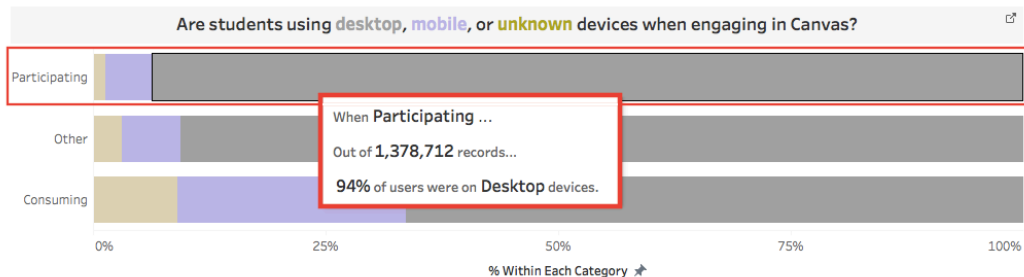 Are students using desktop, mobile, or unknown devices when engaging in Canvas?
Participating
When Participating ...
Out of 1,378,712 records...
94% of users were on Desktop devices.
Other
Consuming
0% 25% 50% 75% 100%
% Within Each Category